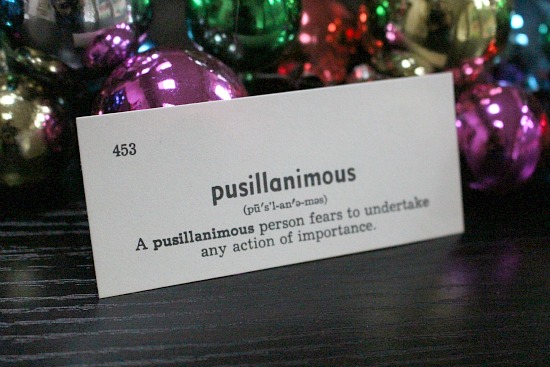 453
pusillanimous
(pū′s'l-an′ə-məs)
A pusillanimous person fears to undertake
any action of importance.